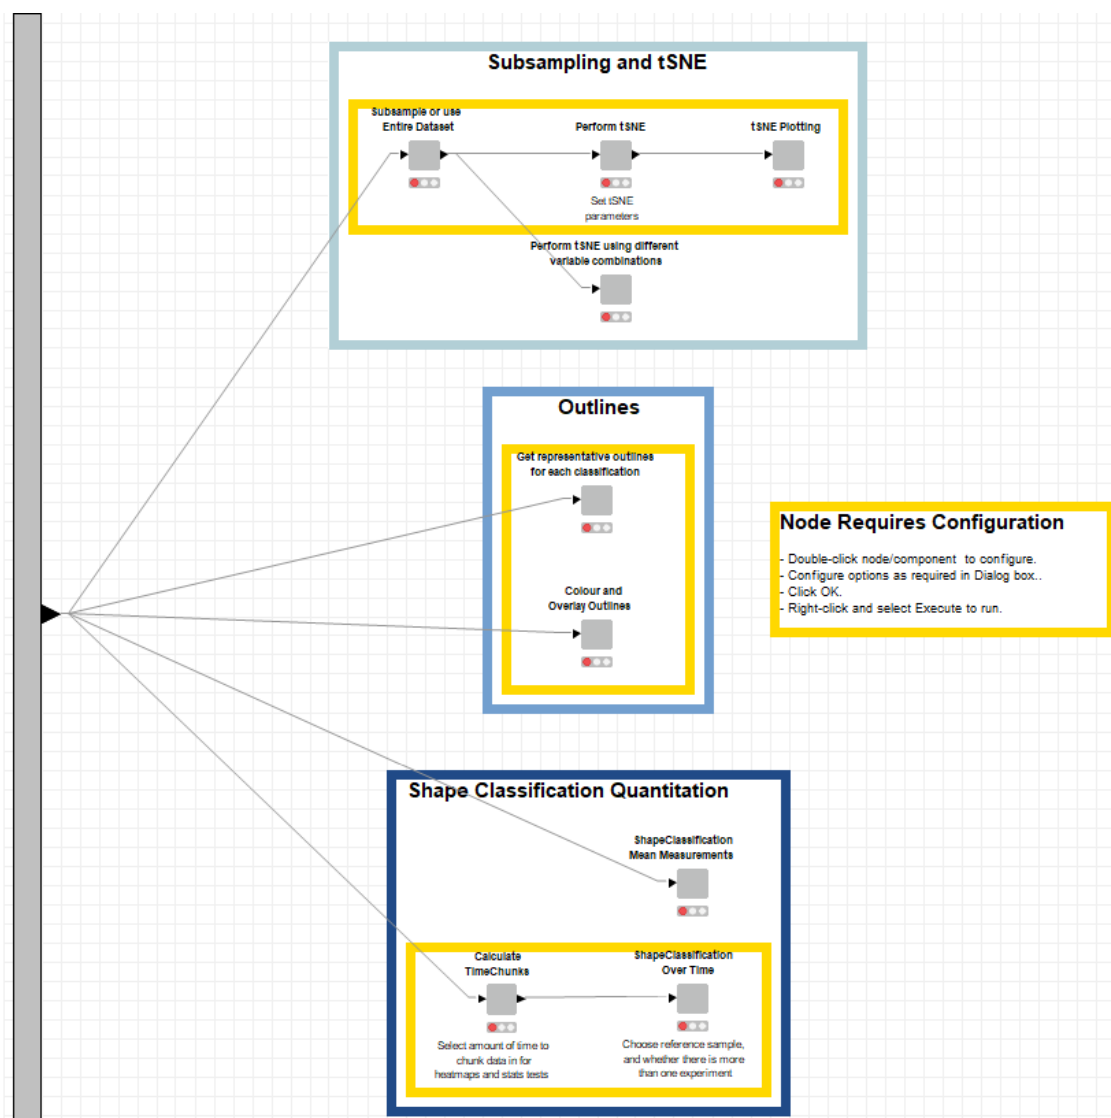 Subsampling and tSNE
Subsample or use
Entire Dataset
Perform tSNE
tSNE Plotting
Set tSNE
parameters
Perform tSNE using different
variable combinations
Outlines
Get representative outlines
for each classification
Colour and
Overlay Outlines
Node Requires Configuration
- Double-click node/component  to configure.
- Configure options as required in Dialog box..
- Click OK.
- Right-click and select Execute to run.
Shape Classification Quantitation
ShapeClassification
Mean Measurements
Calculate
TimeChunks
Select amount of time to
chunk data in for
heatmaps and stats tests
ShapeClassification
Over Time
Choose reference sample,
and whether there is more
than one experiment